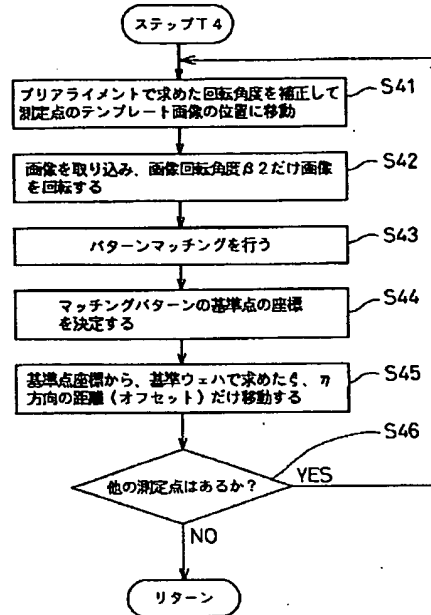 ステップT4
プリアライメントで求めた回転角度を補正して
測定点のテンプレート画像の位置に移動
S41
画像を取り込み、画像回転角度β2だけ画像
を回転する
S42
パターンマッチングを行う
S43
マッチングパターンの基準点の座標
を決定する
S44
基準点座標から、基準ウェハで求めたξ、η
方向の距離(オフセット)だけ移動する
S45
S46
他の測定点はあるか?
YES
NO
リターン